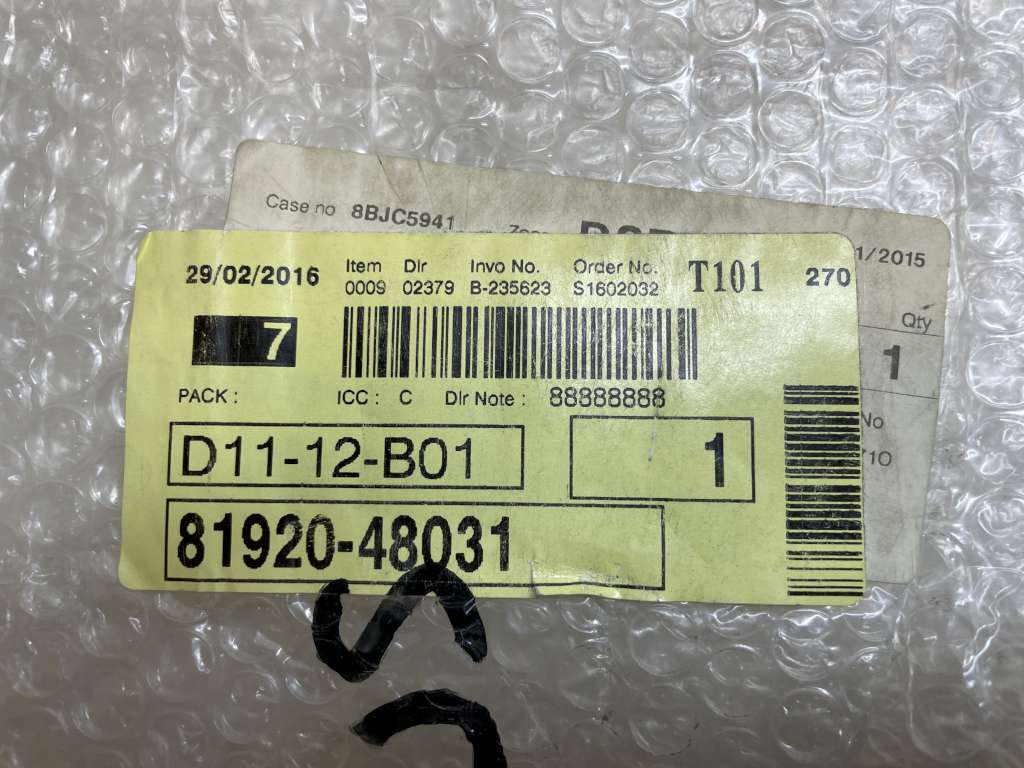 Case no 8BJC5941
1/2015
29/02/2016 Item Dlr Invo No. Order No. T101 270
0009 02379 B-235623 S1602032
Qty
7
1
PACK : ICC : C Dlr Note : 88888888
No
D11-12-B01 1
710
81920-48031